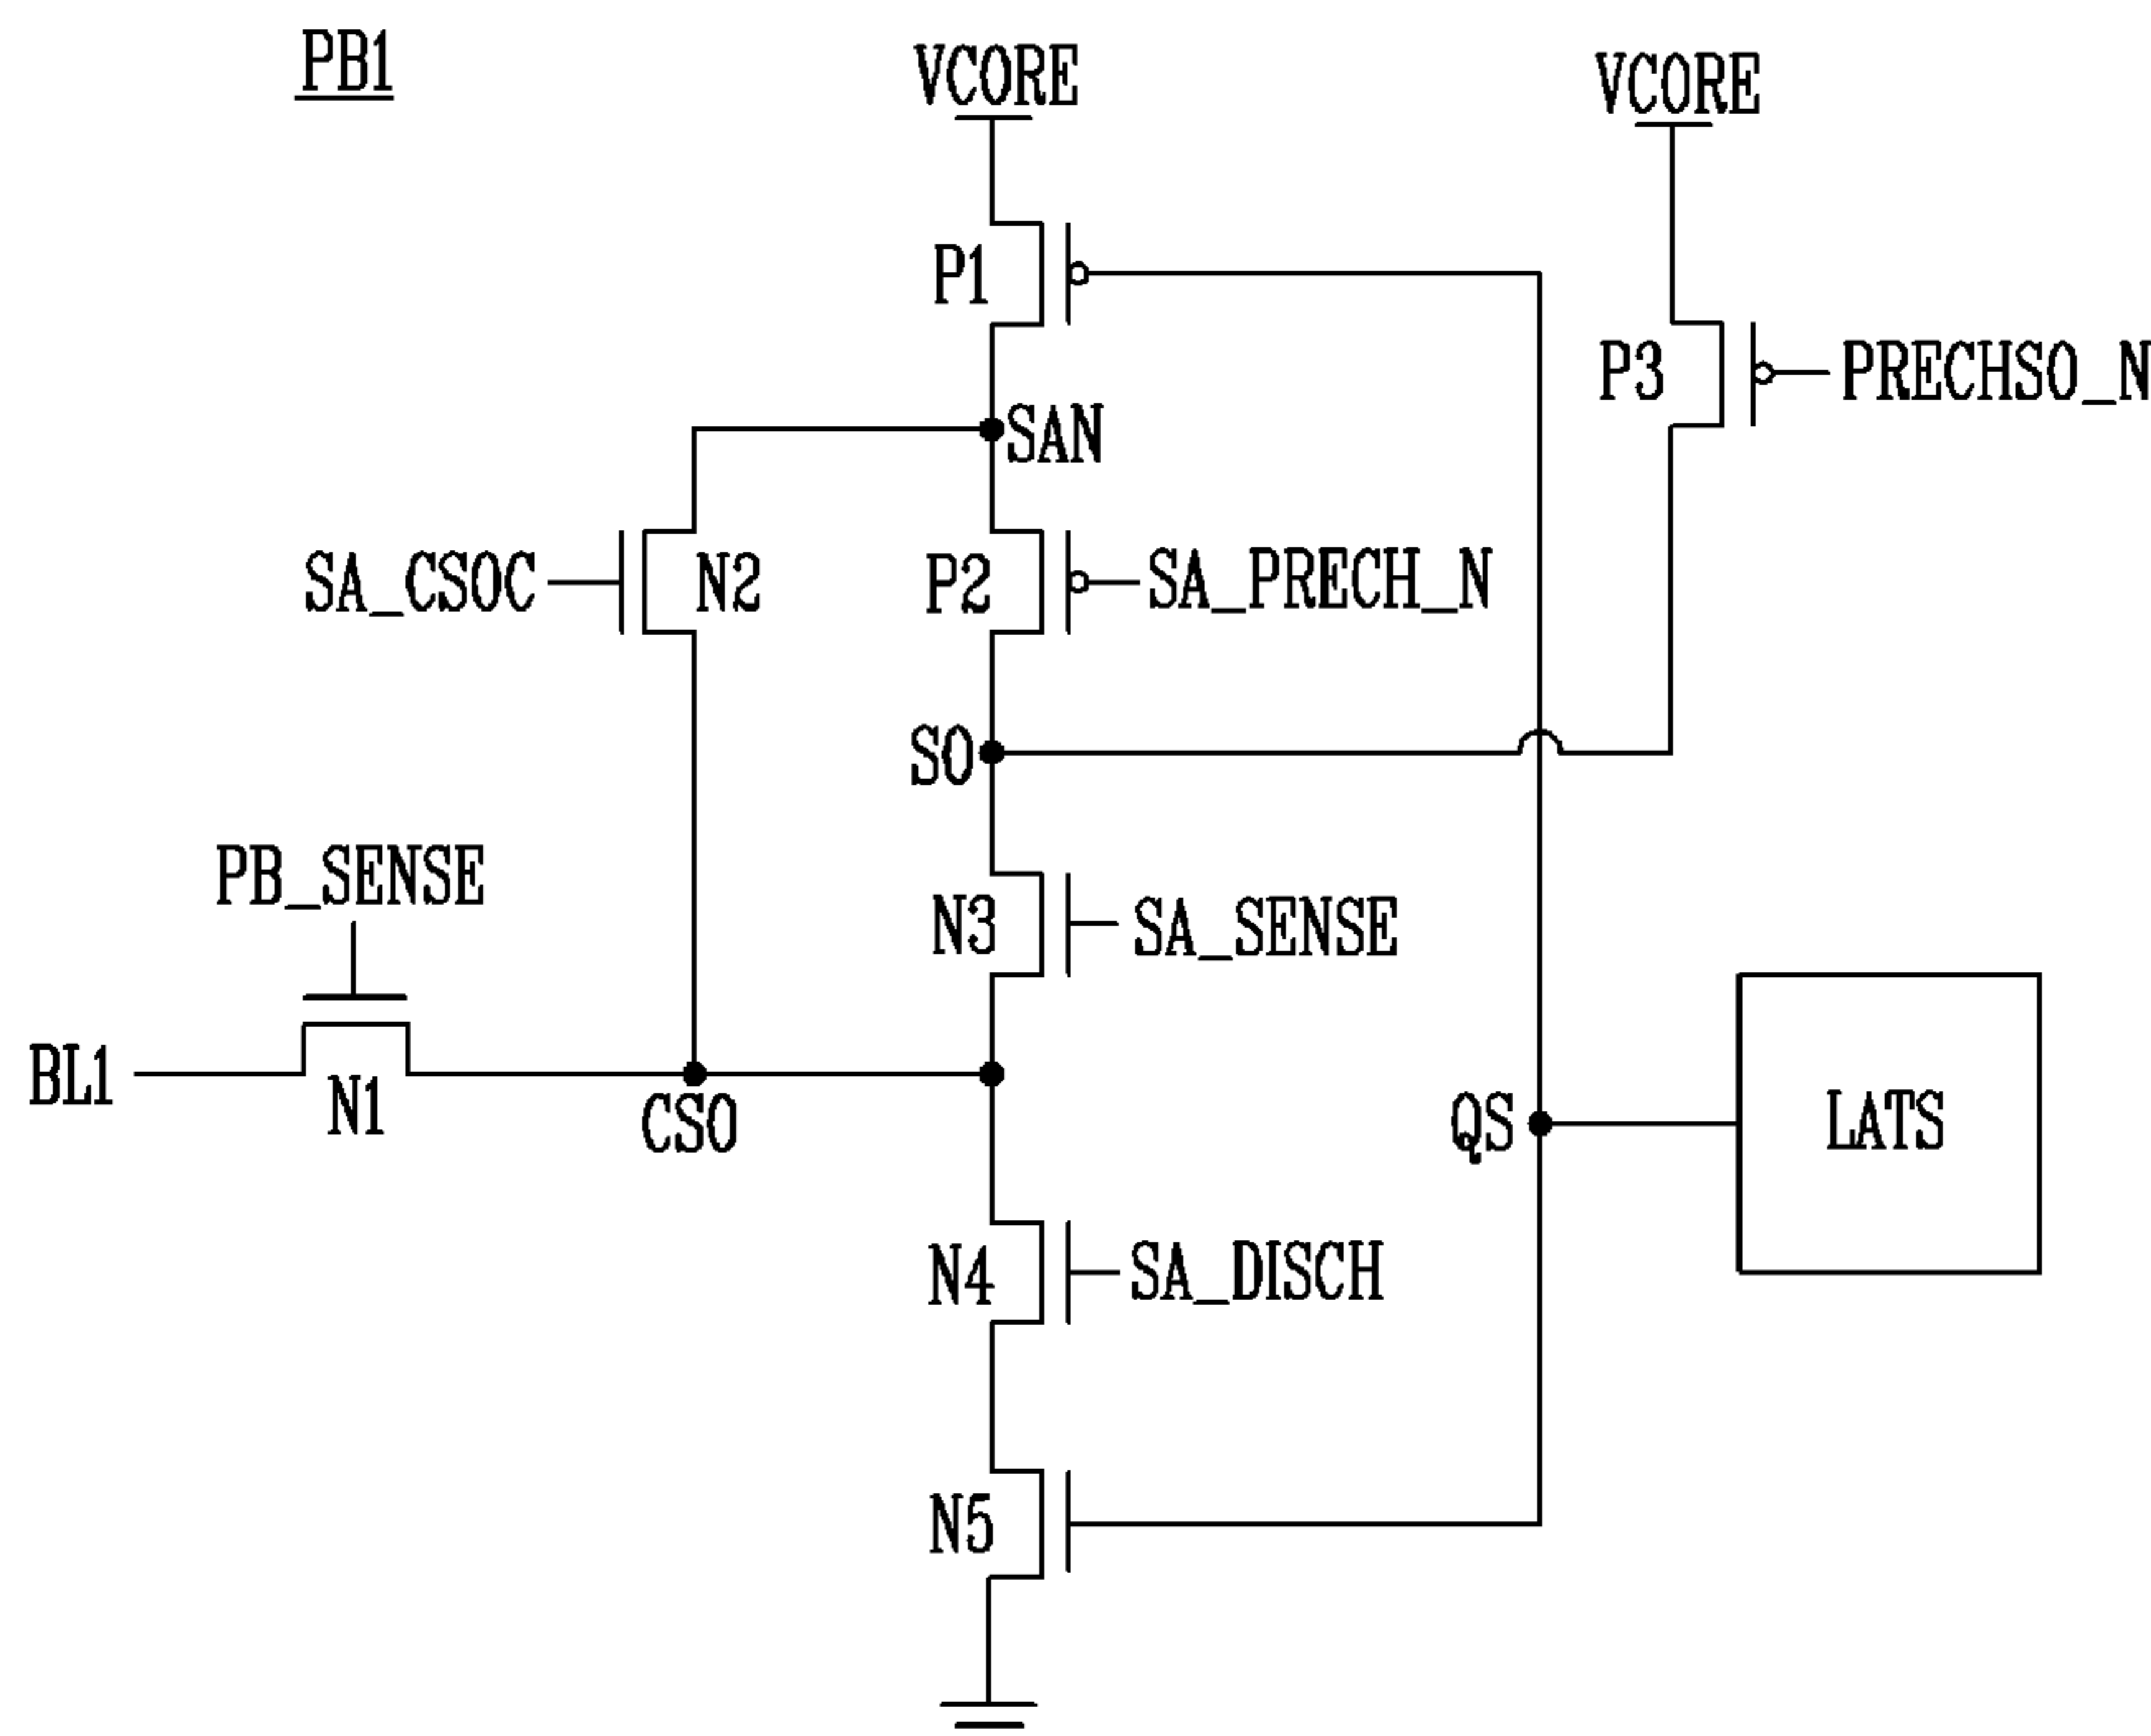 PB1
VCORE
VCORE
P1
P3
PRECHSO_N
SAN
SA_CSOC
N2
P2
SA_PRECH_N
SO
PB_SENSE
N3
SA_SENSE
BL1
N1
CSO
QS
LATS
N4
SA_DISCH
N5